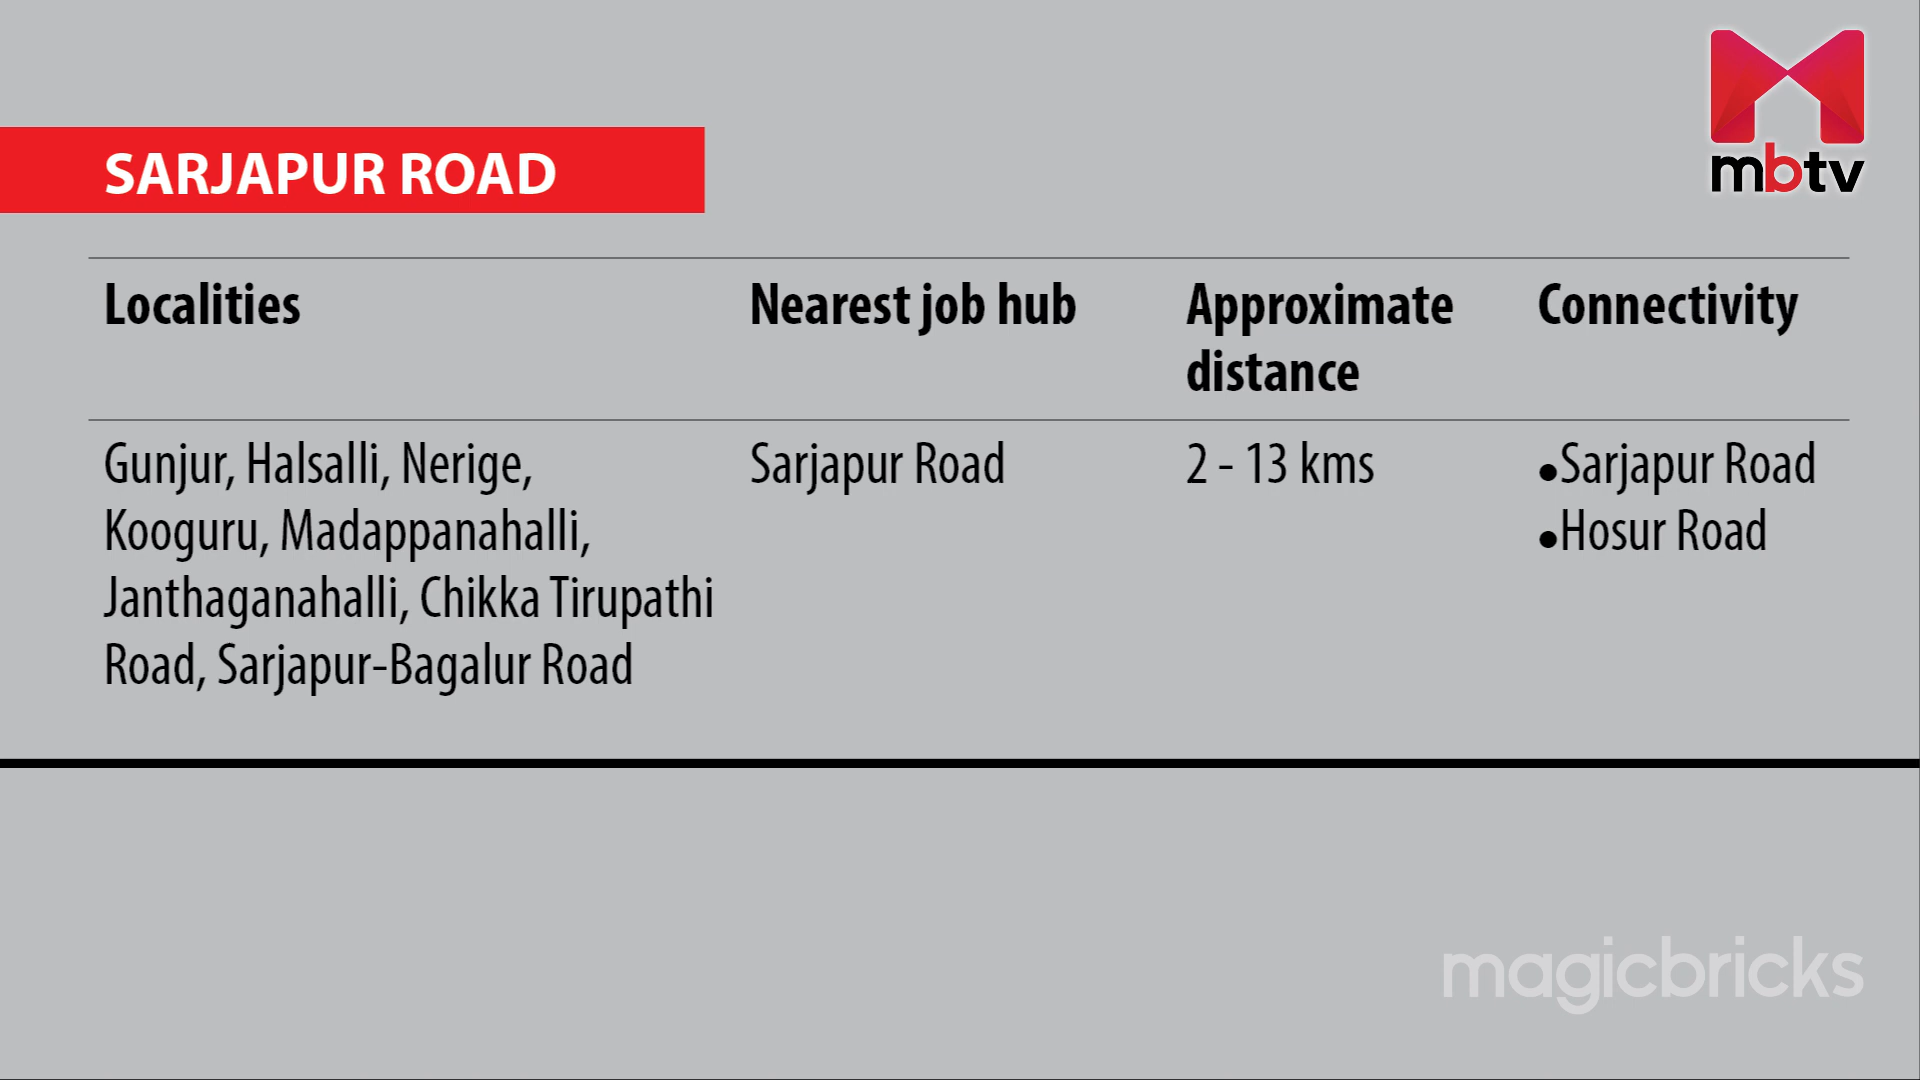 mbtv
SARJAPUR ROAD
Localities
Nearest job hub
Approximate
distance
Connectivity
Gunjur, Halsalli, Nerige,
Kooguru, Madappanahalli,
Janthaganahalli, Chikka Tirupathi
Road, Sarjapur-Bagalur Road
Sarjapur Road
2 - 13 kms
●Sarjapur Road
●Hosur Road
magicbricks